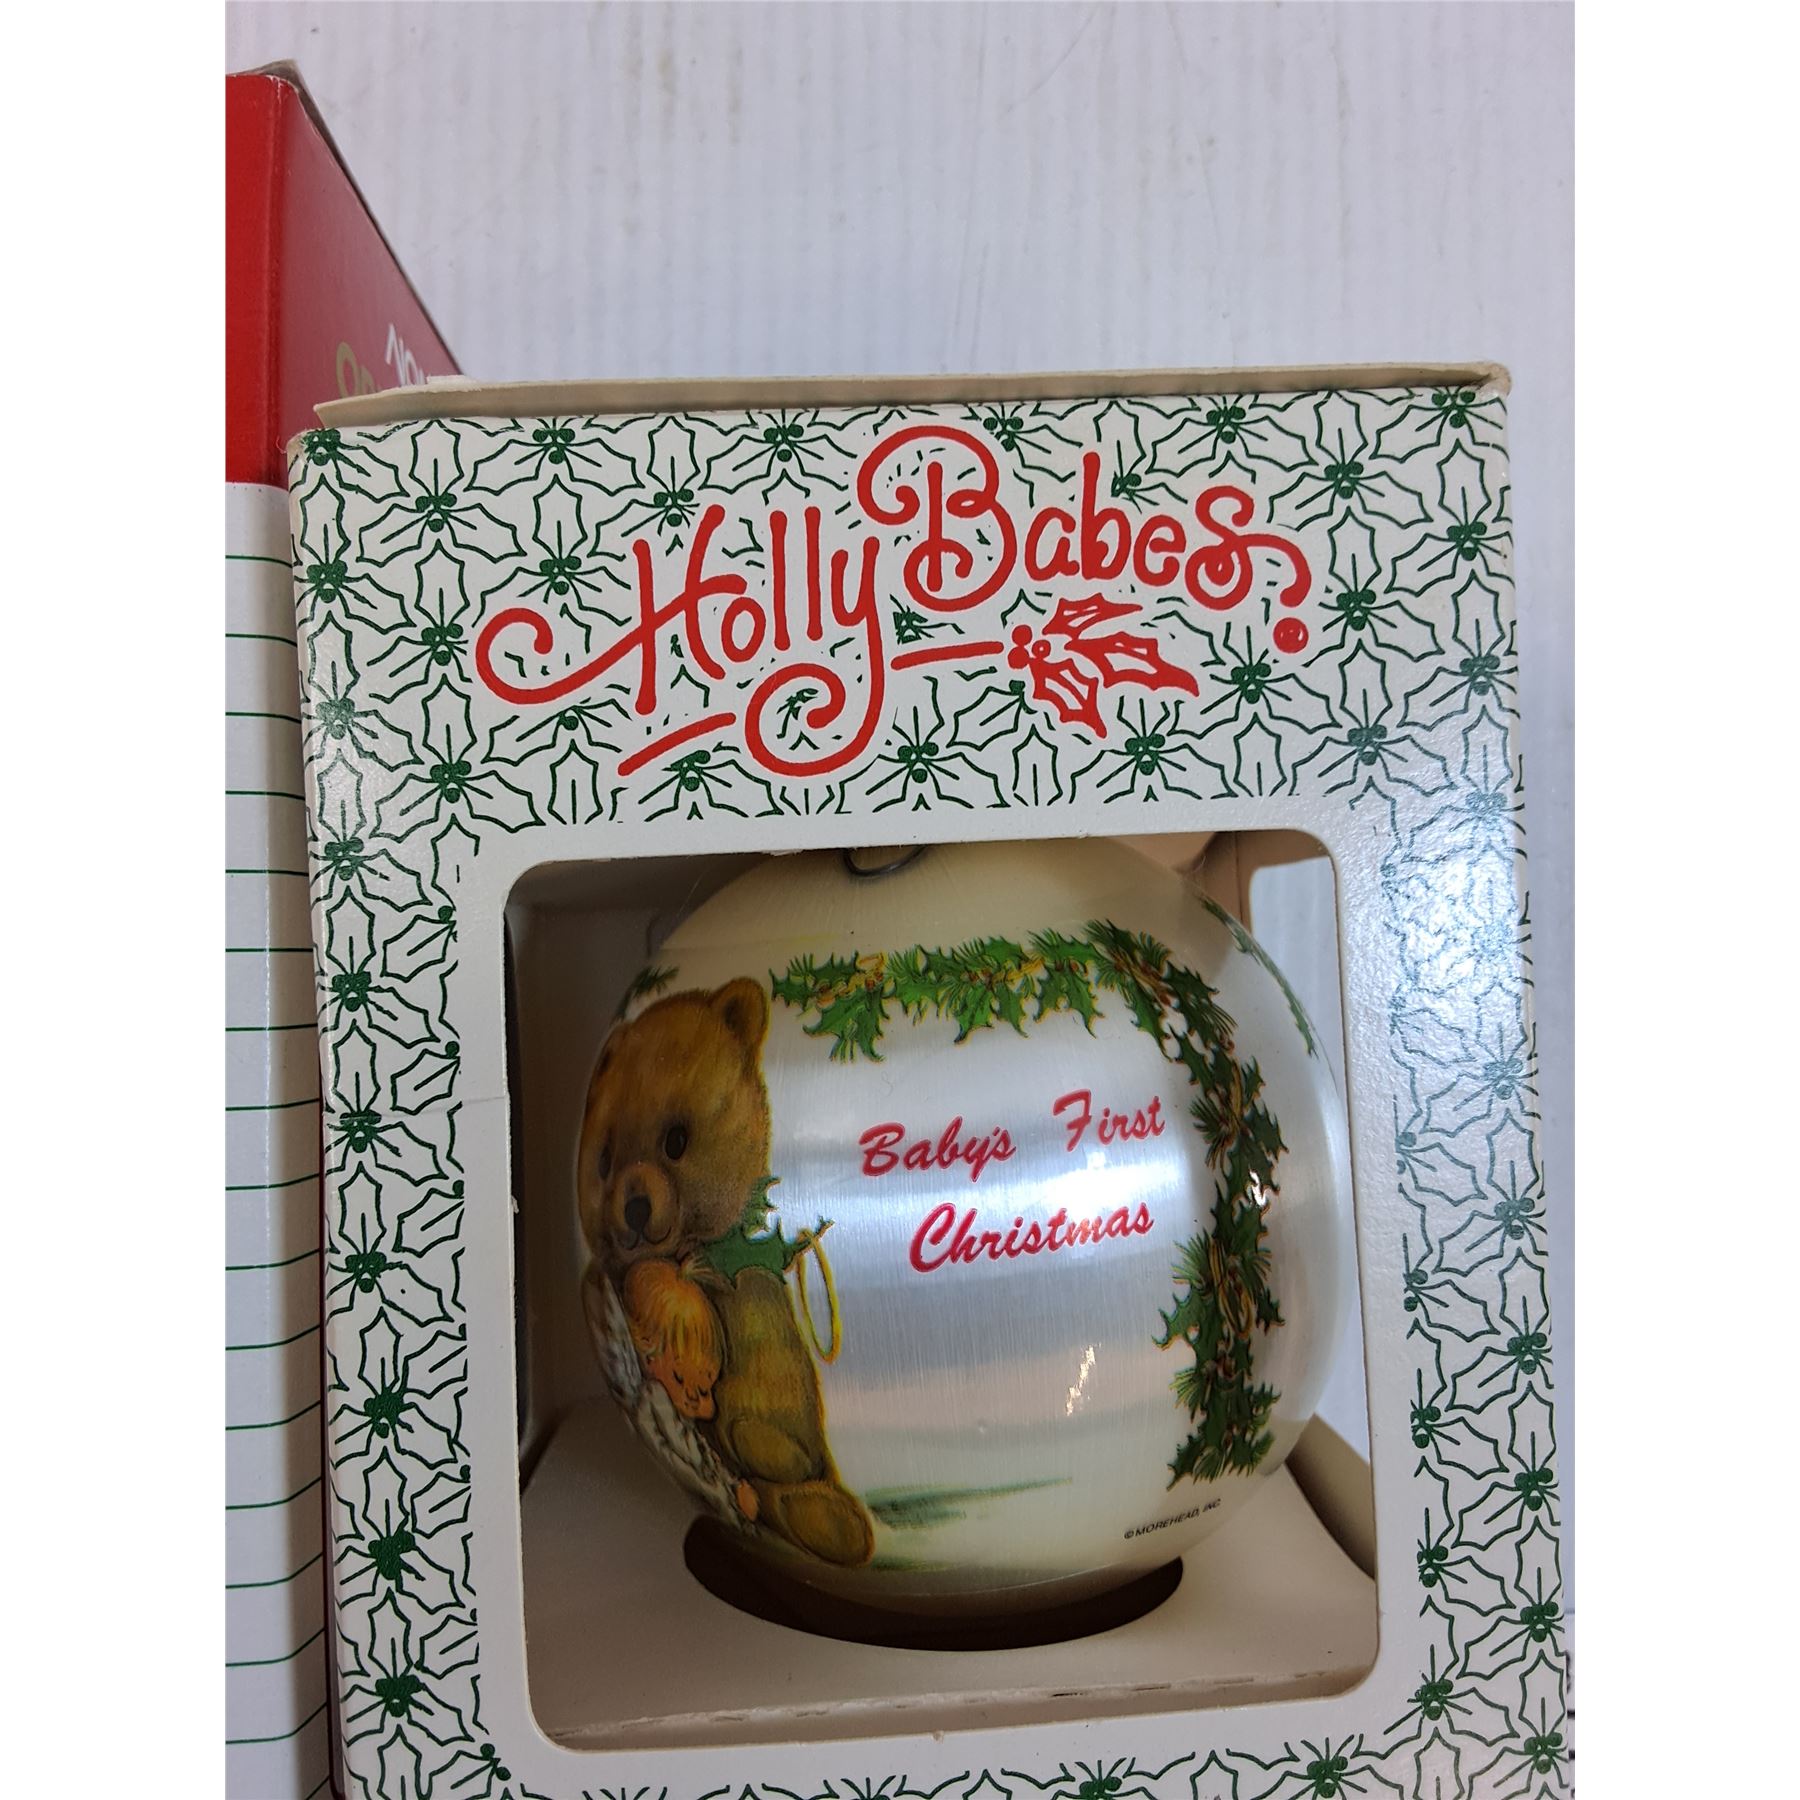 Holly Babes®
Baby's First
Christmas
© MOREHEAD, INC